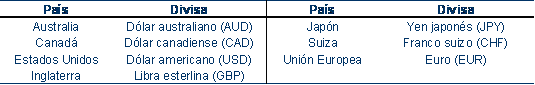 País Divisa País Divisa
Australia Dólar australiano (AUD) Japón Yen japonés (JPY)
Canadá Dólar canadiense (CAD) Suiza Franco suizo (CHF)
Estados Unidos Dólar americano (USD) Unión Europea Euro (EUR)
Inglaterra Libra esterlina (GBP)